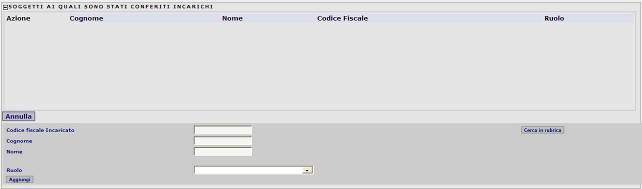 SOGGETTI AI QUALI SONO STATI CONFERITI INCARICHI
Azione Cognome Nome Codice Fiscale Ruolo
Annulla
Codice fiscale Incaricato Cerca in rubrica
Cognome
Nome
Ruolo
Aggiungi